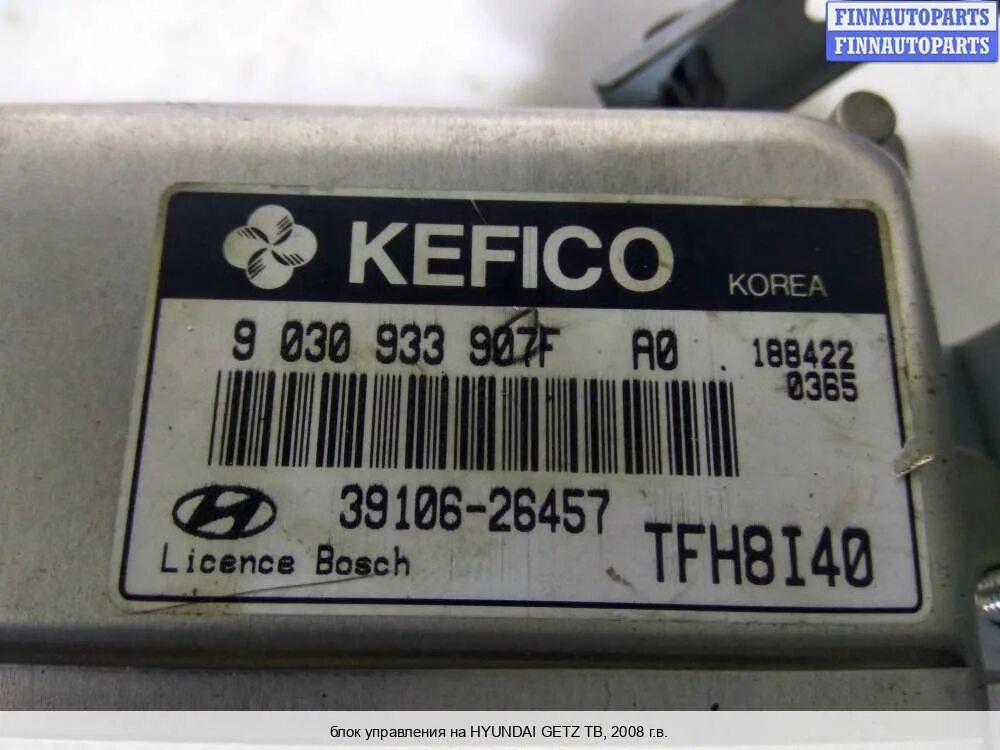 FINNAUTOPARTS
FINNAUTOPARTS
KEFICO
KOREA
9 030 933 907F A0
188422
0365
39106-26457
Licence Bosch
TFH8I40
блок управления на HYUNDAI GETZ TB, 2008 г.в.